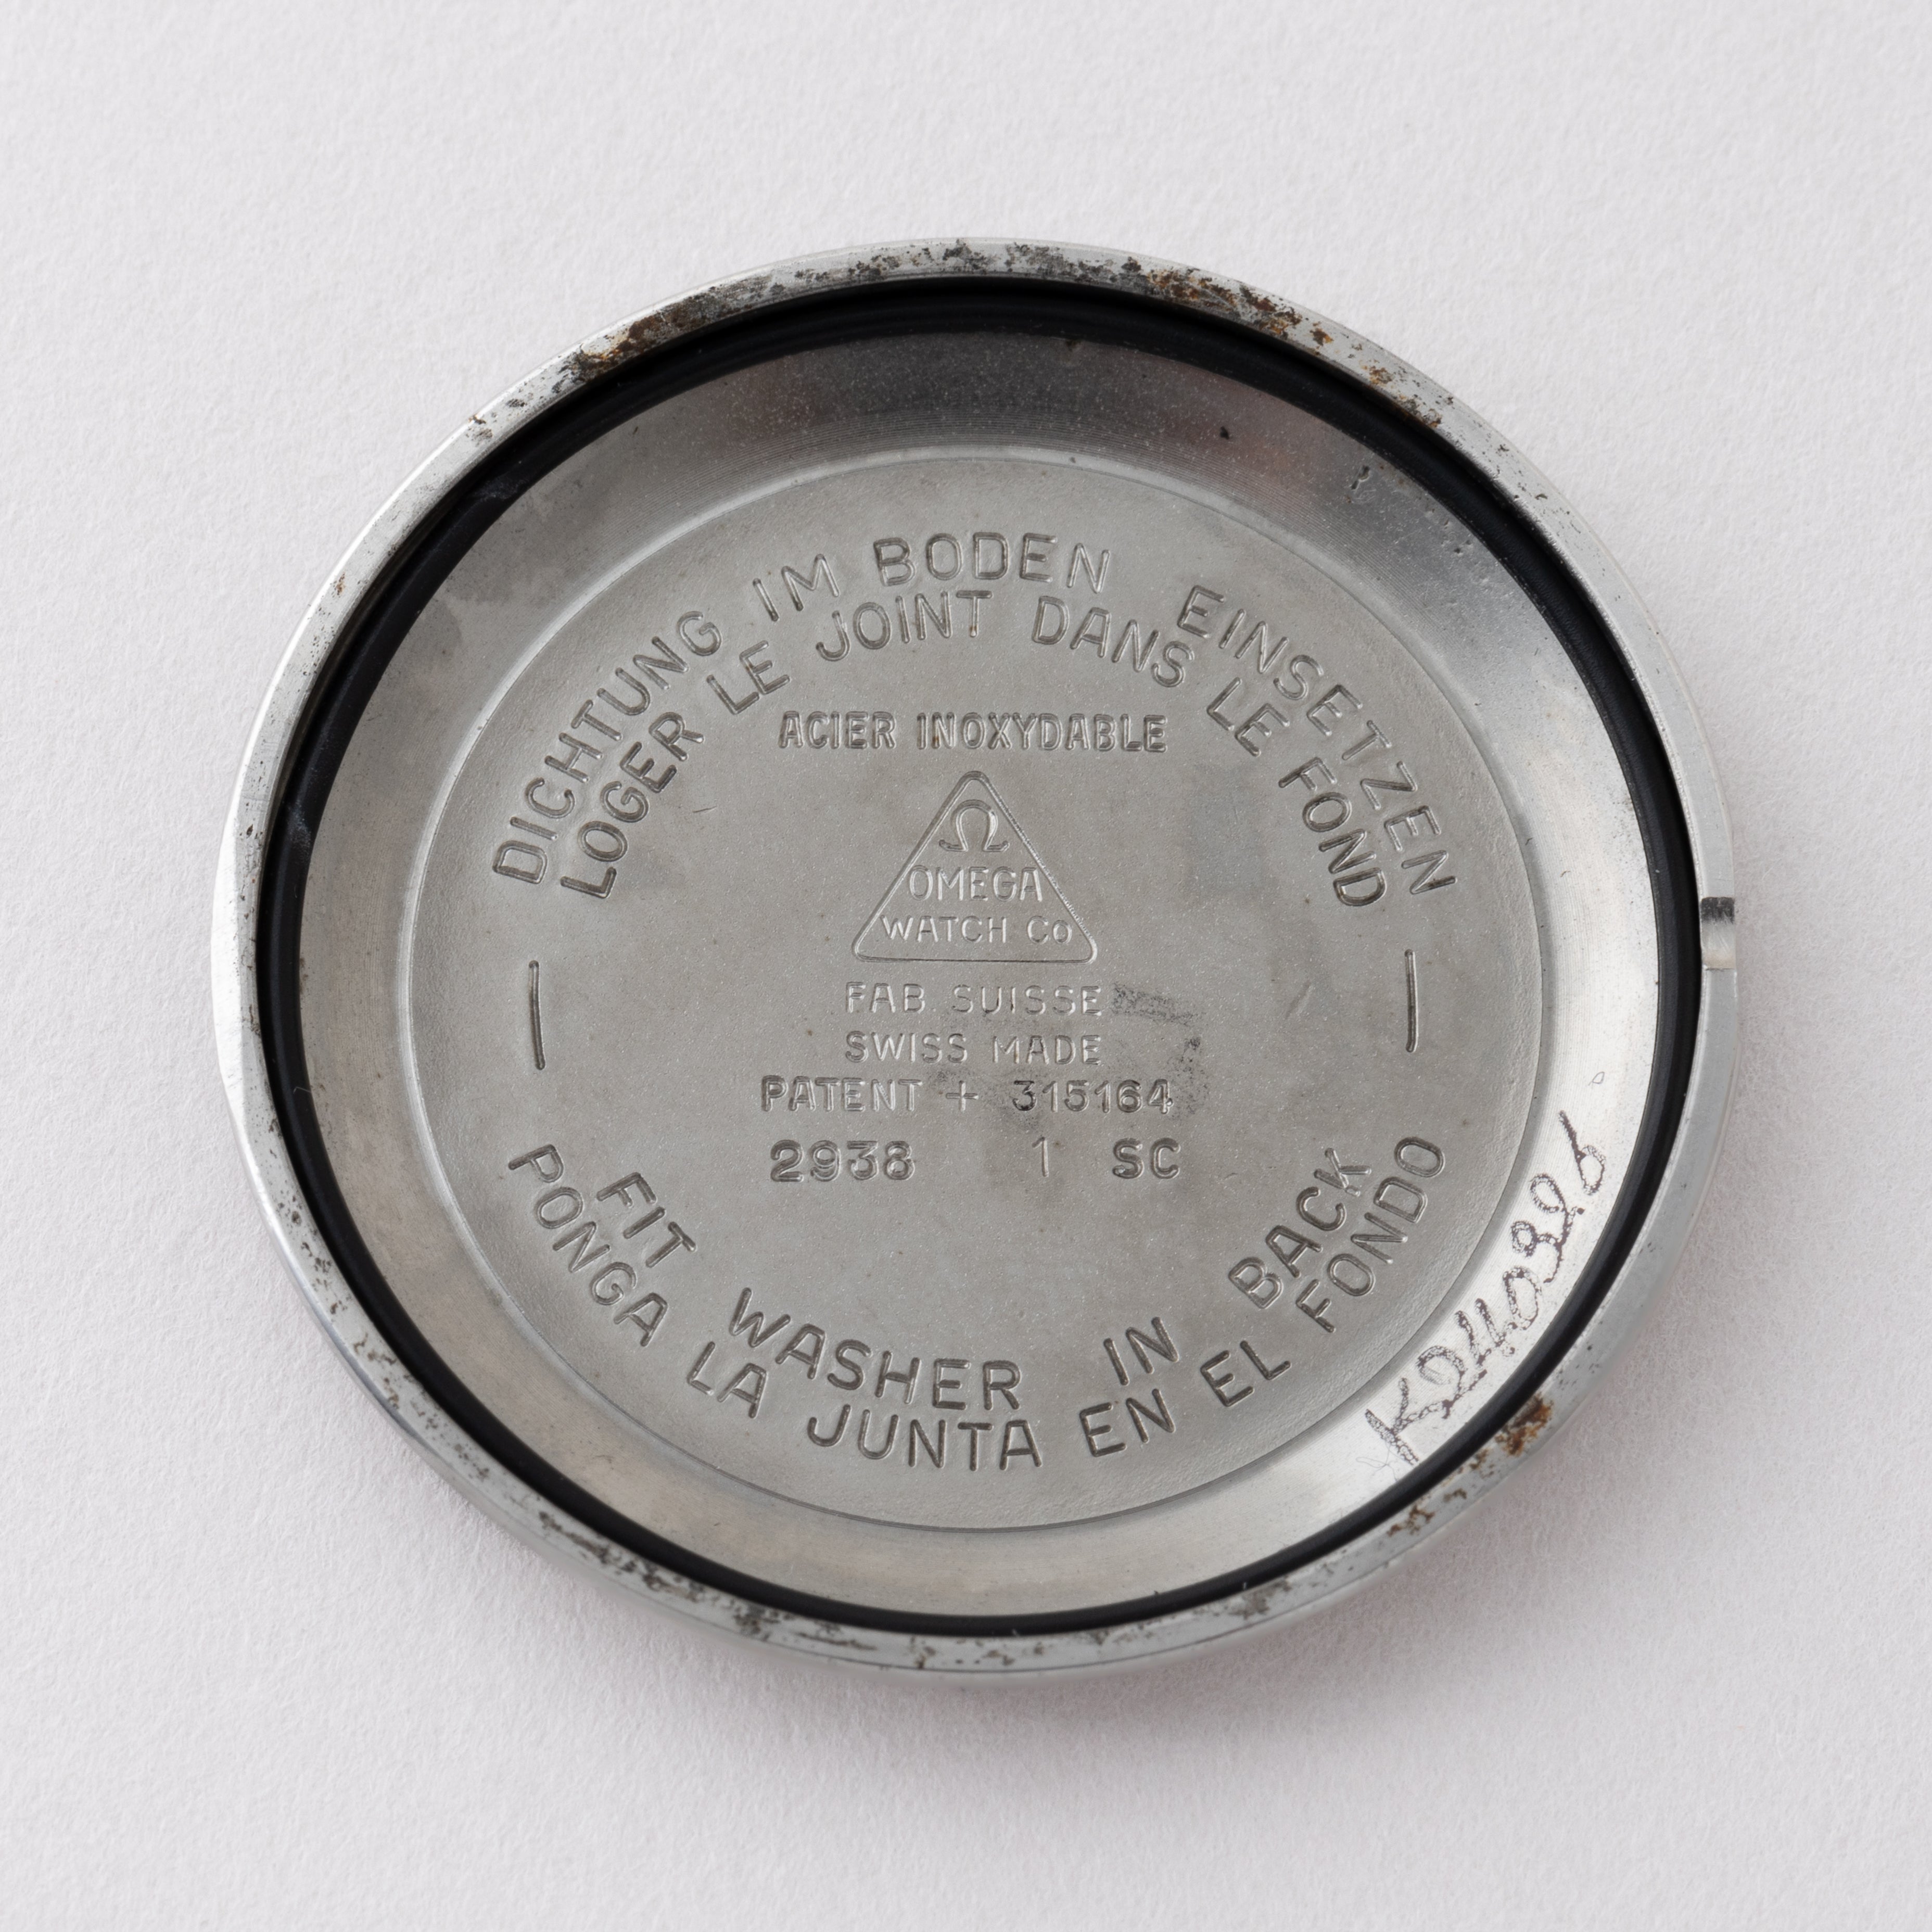 DICHTUNG IM BODEN EINSETZEN
LOGER LE JOINT DANS LE FOND
ACIER INOXYDABLE
Ω
OMEGA
WATCH Co
FAB. SUISSE
SWISS MADE
PATENT + 315164
2938 1 SC
FIT WASHER IN BACK
PONGA LA JUNTA EN EL FONDO